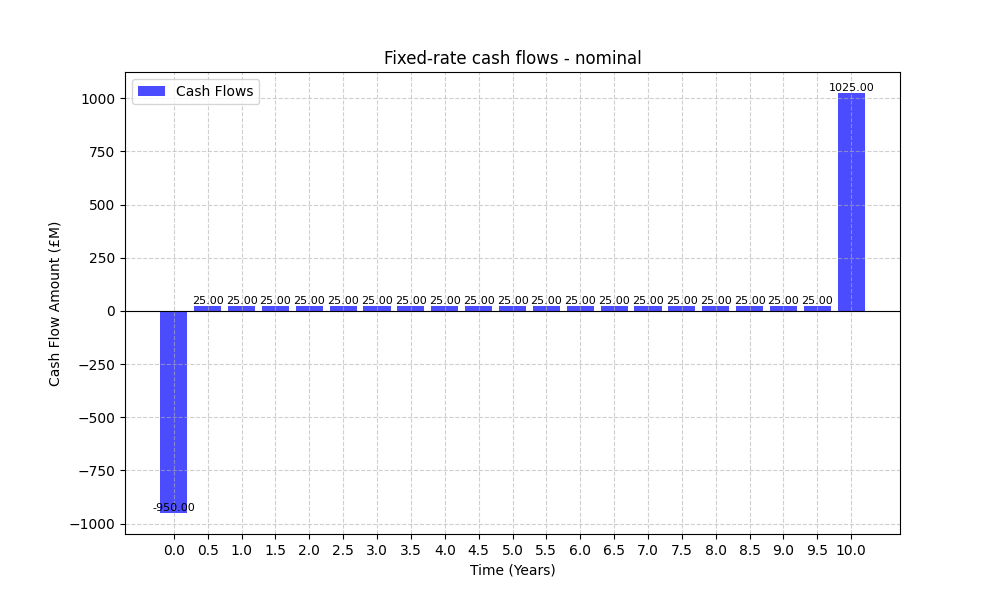 Fixed-rate cash flows - nominal
Cash Flows
1025.00
1000
750
500
250
25.00 25.00 25.00 25.00 25.00 25.00 25.00 25.00 25.00 25.00 25.00 25.00 25.00 25.00 25.00 25.00 25.00 25.00 25.00
0
−250
−500
−750
-950.00
−1000
Cash Flow Amount (£M)
0.0 0.5 1.0 1.5 2.0 2.5 3.0 3.5 4.0 4.5 5.0 5.5 6.0 6.5 7.0 7.5 8.0 8.5 9.0 9.5 10.0
Time (Years)